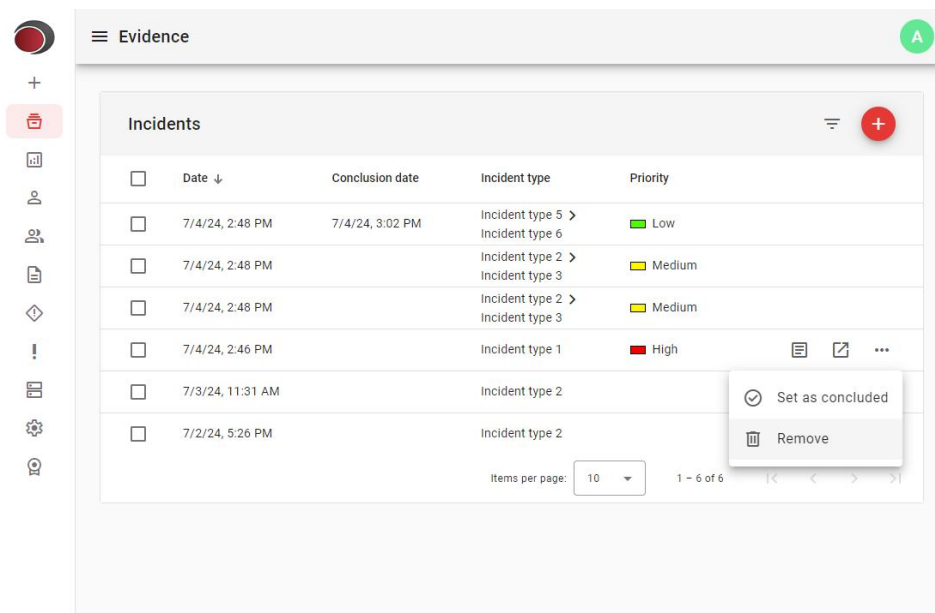 Evidence
A
Incidents
Date Conclusion date Incident type Priority
7/4/24, 2:48 PM 7/4/24, 3:02 PM Incident type 5 > Low
Incident type 6
7/4/24, 2:48 PM Incident type 2 > Medium
Incident type 3
7/4/24, 2:48 PM Incident type 2 > Medium
Incident type 3
7/4/24, 2:46 PM Incident type 1 High
7/3/24, 11:31 AM Incident type 2
Set as concluded
7/2/24, 5:26 PM Incident type 2
Remove
Items per page: 10 1 – 6 of 6